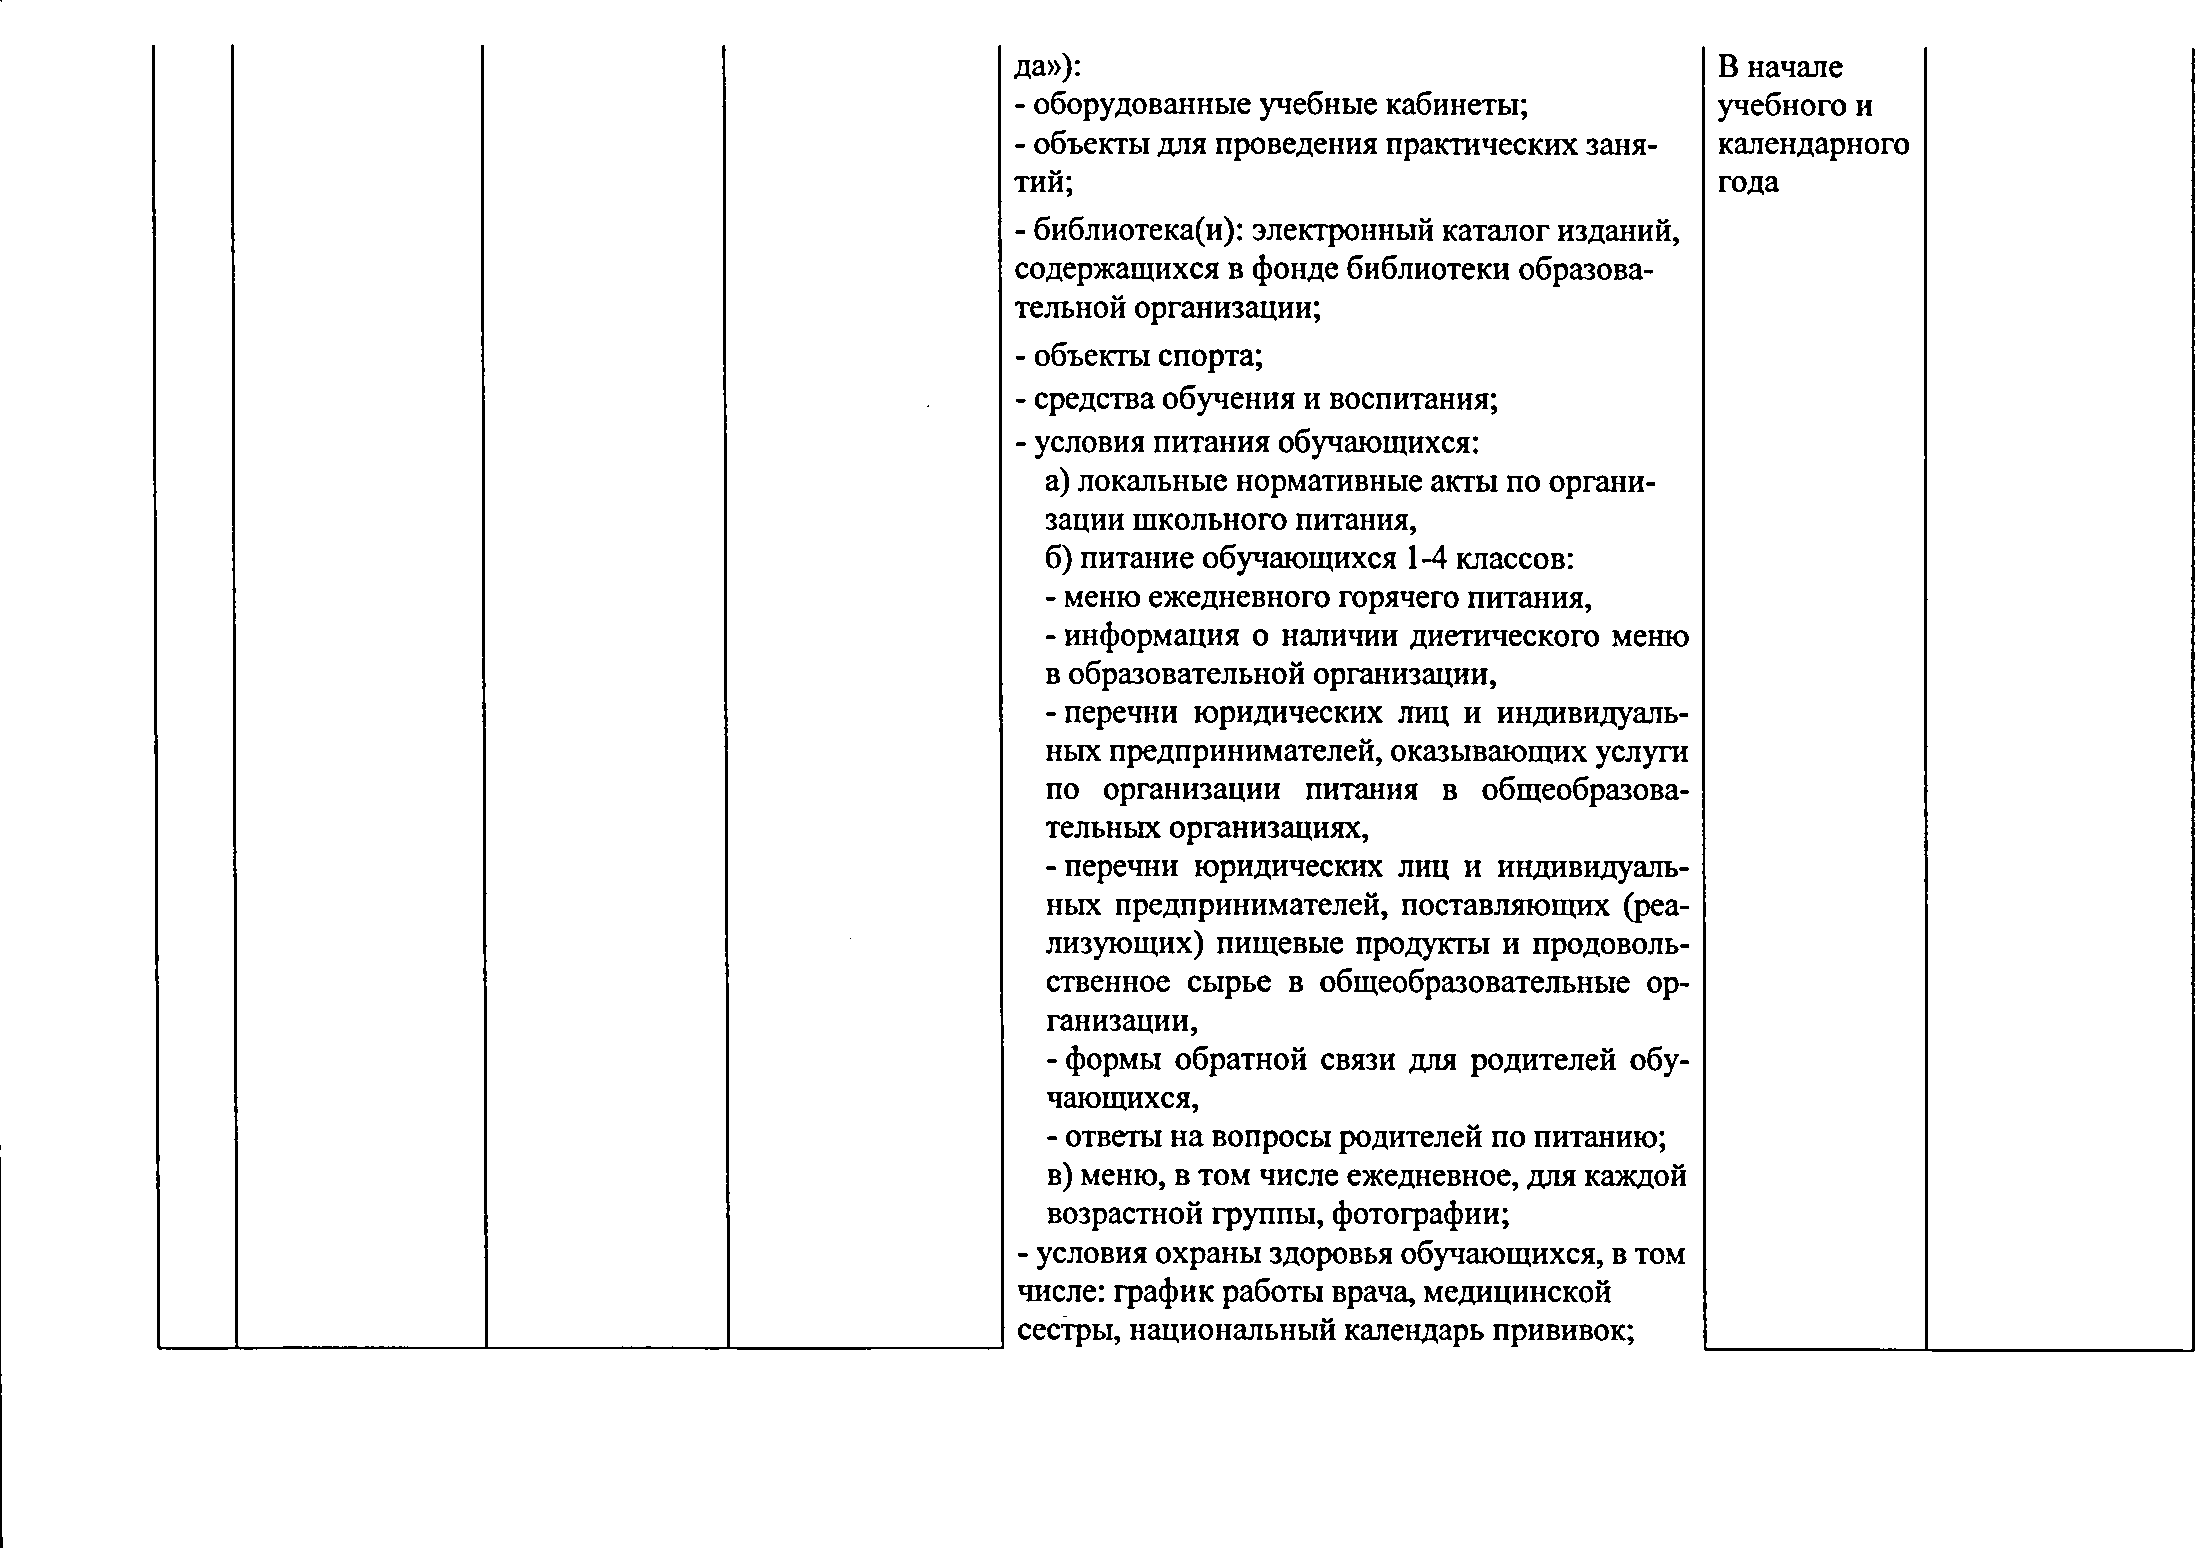 да»):
- оборудованные учебные кабинеты;
- объекты для проведения практических заня-
тий;
- библиотека(и): электронный каталог изданий,
содержащихся в фонде библиотеки образова-
тельной организации;
- объекты спорта;
- средства обучения и воспитания;
- условия питания обучающихся:
а) локальные нормативные акты по органи-
зации школьного питания,
б) питание обучающихся 1-4 классов:
- меню ежедневного горячего питания,
- информация о наличии диетического меню
в образовательной организации,
- перечни юридических лиц и индивидуаль-
ных предпринимателей, оказывающих услуги
по организации питания в общеобразова-
тельных организациях,
- перечни юридических лиц и индивидуаль-
ных предпринимателей, поставляющих (реа-
лизующих) пищевые продукты и продоволь-
ственное сырье в общеобразовательные ор-
ганизации,
- формы обратной связи для родителей обу-
чающихся,
- ответы на вопросы родителей по питанию;
в) меню, в том числе ежедневное, для каждой
возрастной группы, фотографии;
- условия охраны здоровья обучающихся, в том
числе: график работы врача, медицинской
сестры, национальный календарь прививок;
В начале
учебного и
календарного
года